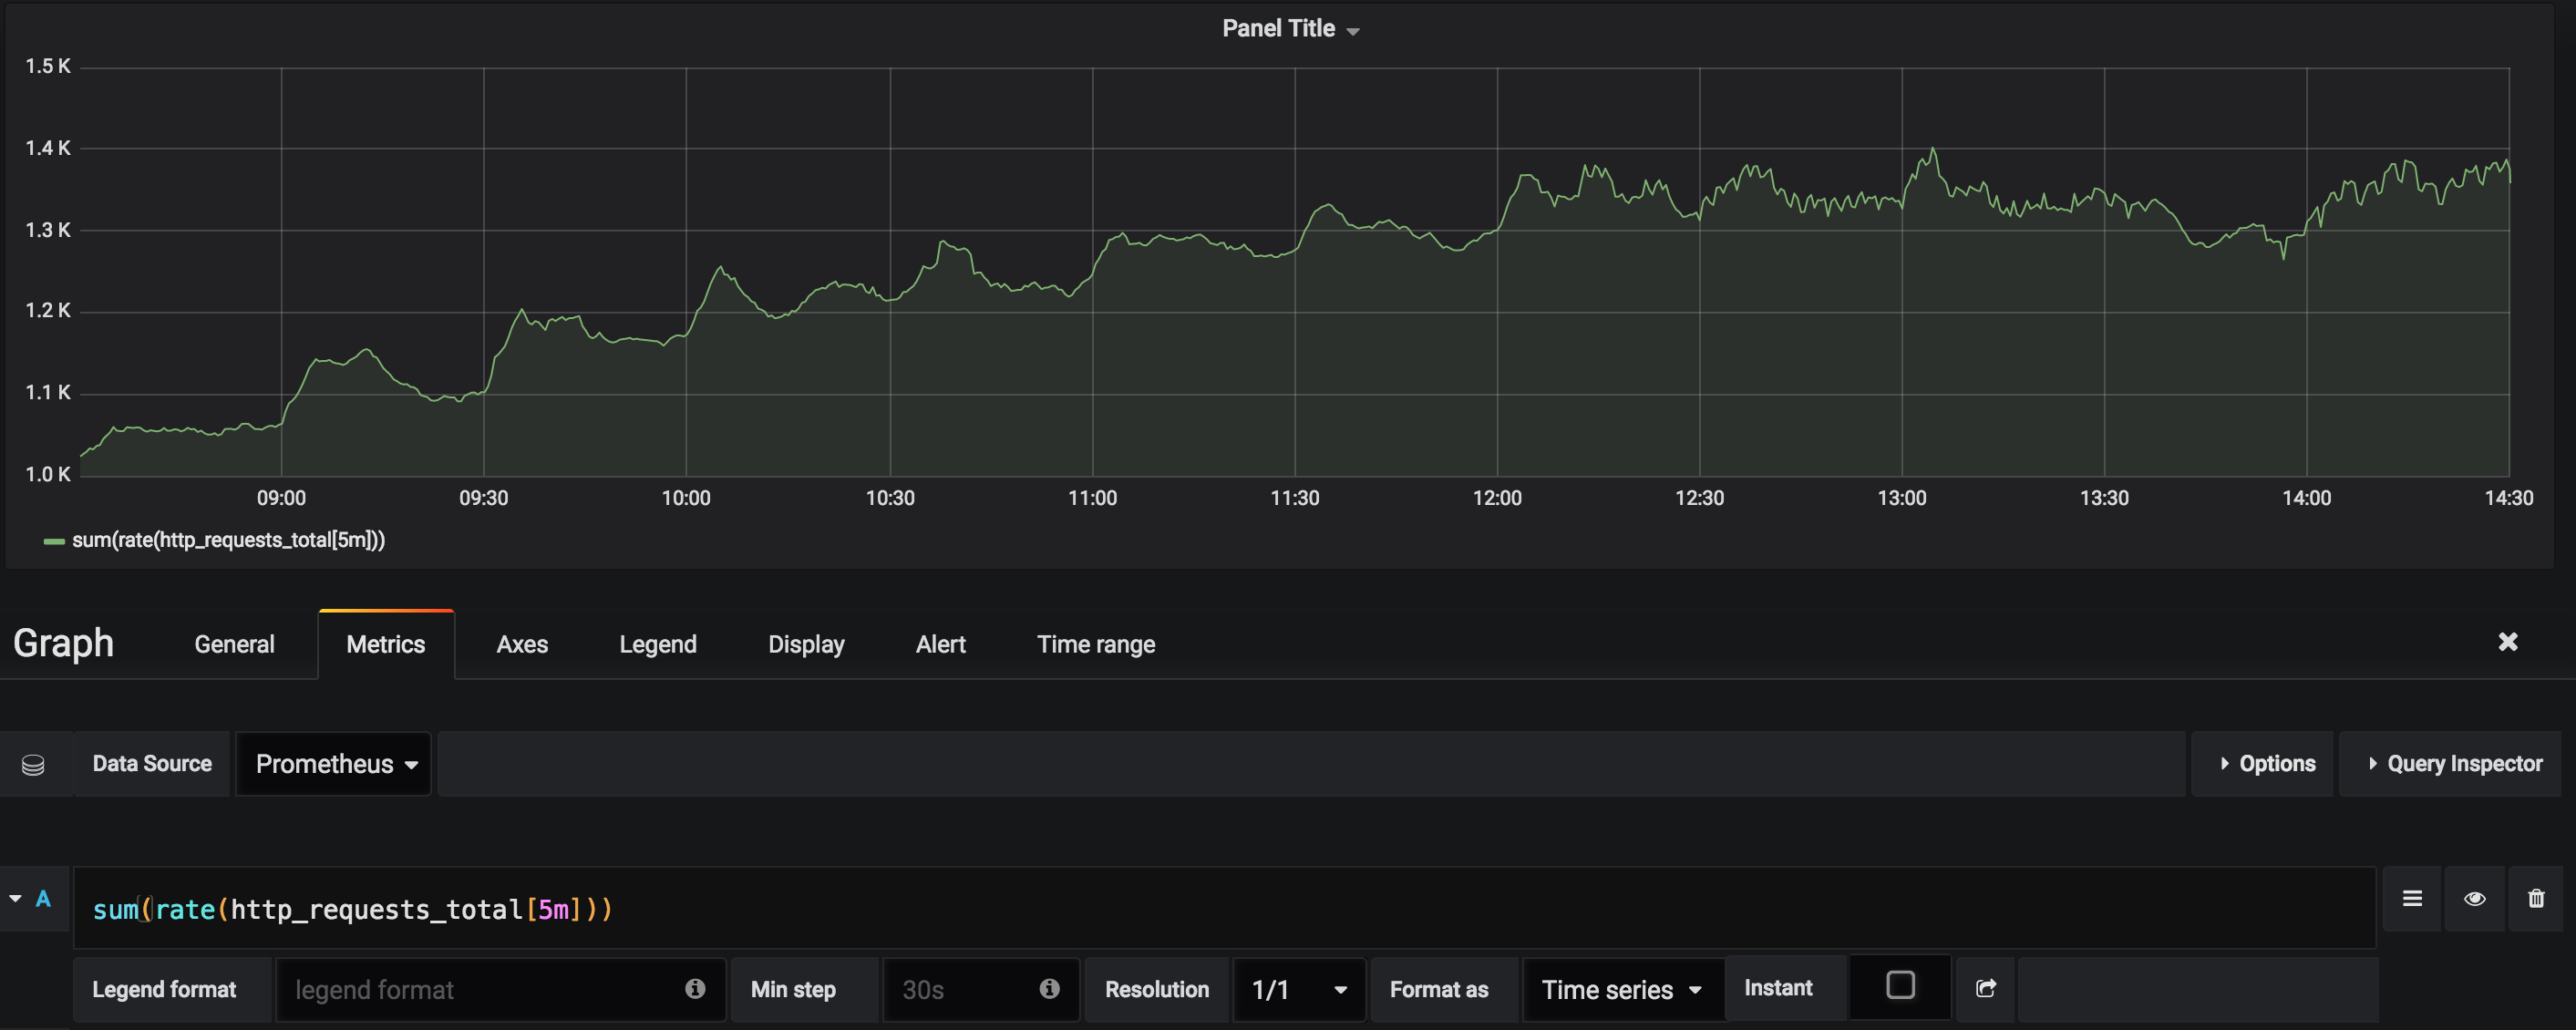 Panel Title
1.5 K
1.4 K
1.3 K
1.2 K
1.1 K
1.0 K
09:00 09:30 10:00 10:30 11:00 11:30 12:00 12:30 13:00 13:30 14:00 14:30
sum(rate(http_requests_total[5m]))
Graph General Metrics Axes Legend Display Alert Time range
Data Source Prometheus Options Query Inspector
A sum(rate(http_requests_total[5m]))
Legend format legend format Min step 30s Resolution 1/1 Format as Time series Instant